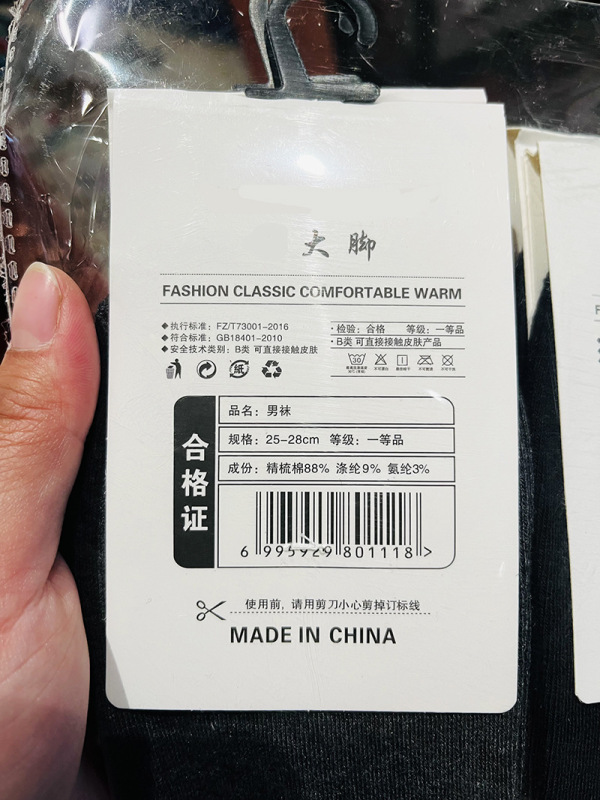 大脚
FASHION CLASSIC COMFORTABLE WARM
◆执行标准：FZ/T73001-2016
◆符合标准：GB18401-2010
◆安全技术类别：B类 可直接接触皮肤
·检验：合格 等级：一等品
·B类 可直接接触皮肤产品
合格证
品名：男袜
规格：25-28cm 等级：一等品
成份：精梳棉88% 涤纶9% 氨纶3%
6 995929 801118 >
使用前，请用剪刀小心剪掉订标线
MADE IN CHINA